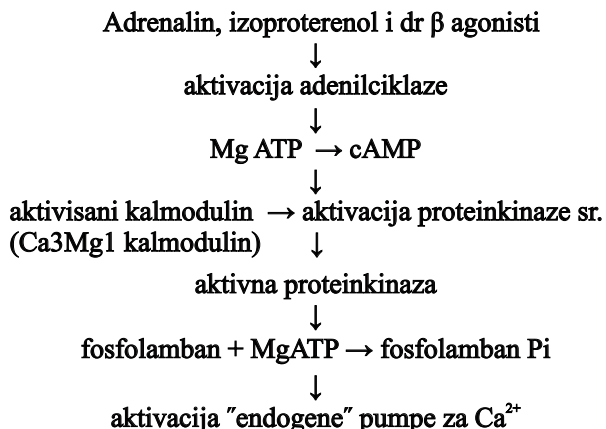 Adrenalin, izoproterenol i dr β agonisti
↓
aktivacija adenilciklaze
↓
Mg ATP → cAMP
↓
aktivisani kalmodulin → aktivacija proteinkinaze sr.
(Ca3Mg1 kalmodulin) ↓
aktivna proteinkinaza
↓
fosfolamban + MgATP → fosfolamban Pi
↓
aktivacija ˝endogene˝ pumpe za Ca²⁺